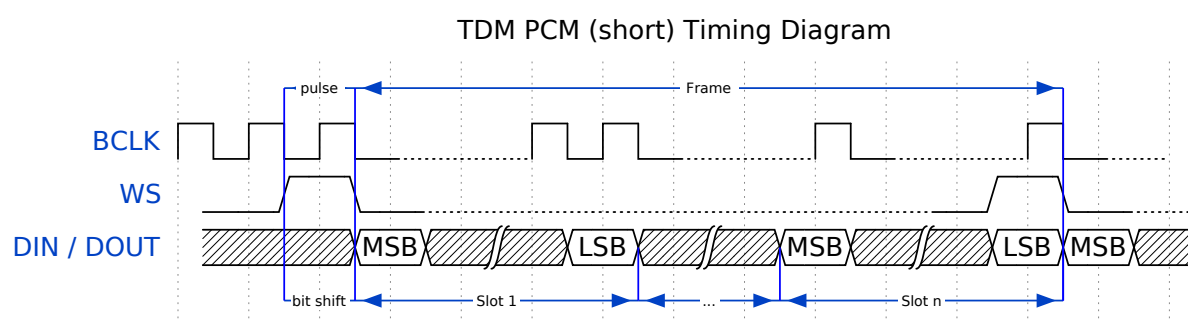 TDM PCM (short) Timing Diagram
pulse Frame
BCLK
WS
DIN / DOUT MSB LSB MSB LSB MSB
bit shift Slot 1 ... Slot n